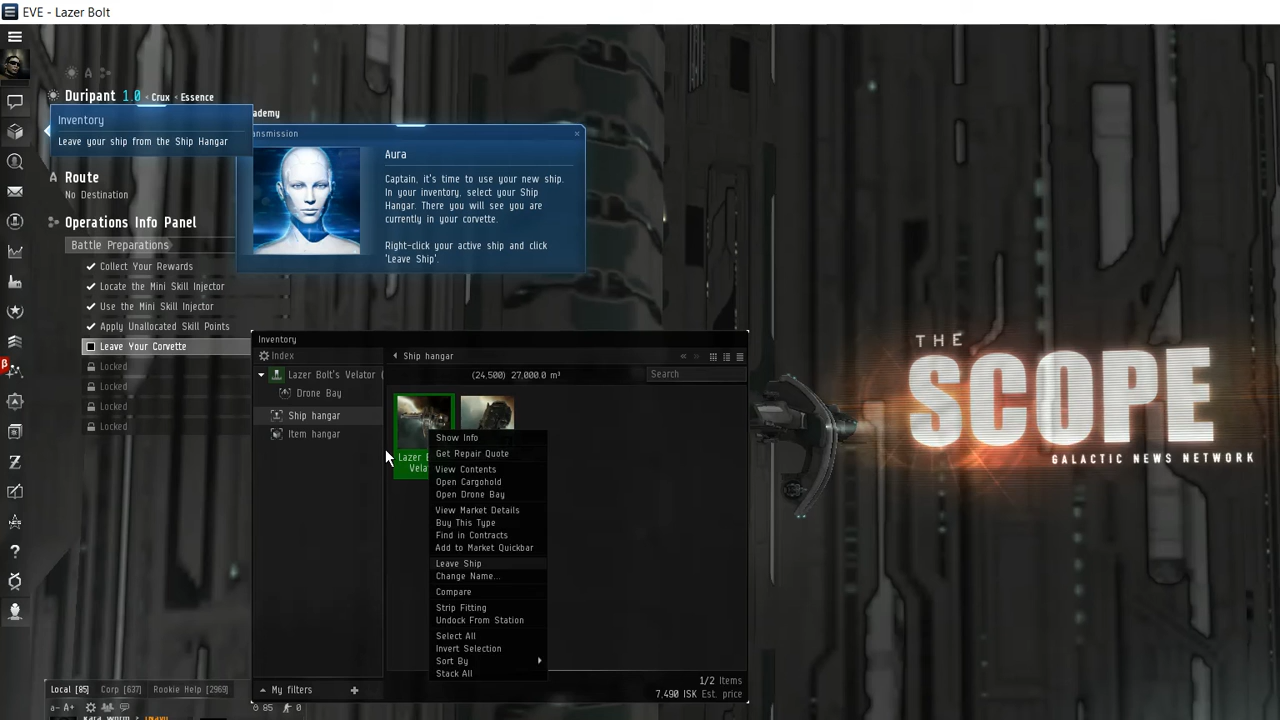 EVE - Lazer Bolt
A
Duripant 1.0 ‹ Crux ‹ Essence
ademy
Inventory
Leave your ship from the Ship Hangar
ansmission
Aura
Captain, it's time to use your new ship.
In your inventory, select your Ship
Hangar. There you will see you are
currently in your corvette.
Right-click your active ship and click
'Leave Ship'.
Route
No Destination
Operations Info Panel
Battle Preparations
Collect Your Rewards
Locate the Mini Skill Injector
Use the Mini Skill Injector
Apply Unallocated Skill Points
Leave Your Corvette
Locked
Locked
Locked
Locked
β
Inventory
Index
Ship hangar
Lazer Bolt's Velator (
(24,500) 27,000.0 m³
Search
Drone Bay
Ship hangar
Item hangar
Lazer B
Vela
Show Info
Get Repair Quote
View Contents
Open Cargohold
Open Drone Bay
View Market Details
Buy This Type
Find in Contracts
Add to Market Quickbar
Leave Ship
Change Name...
Compare
Strip Fitting
Undock From Station
Select All
Invert Selection
Sort By
Stack All
My filters
1/2 Items
7,490 ISK Est. price
THE
SCOPE
GALACTIC NEWS NETWORK
Local [85] Corp [637] Rookie Help [2969]
a- A+
85 0